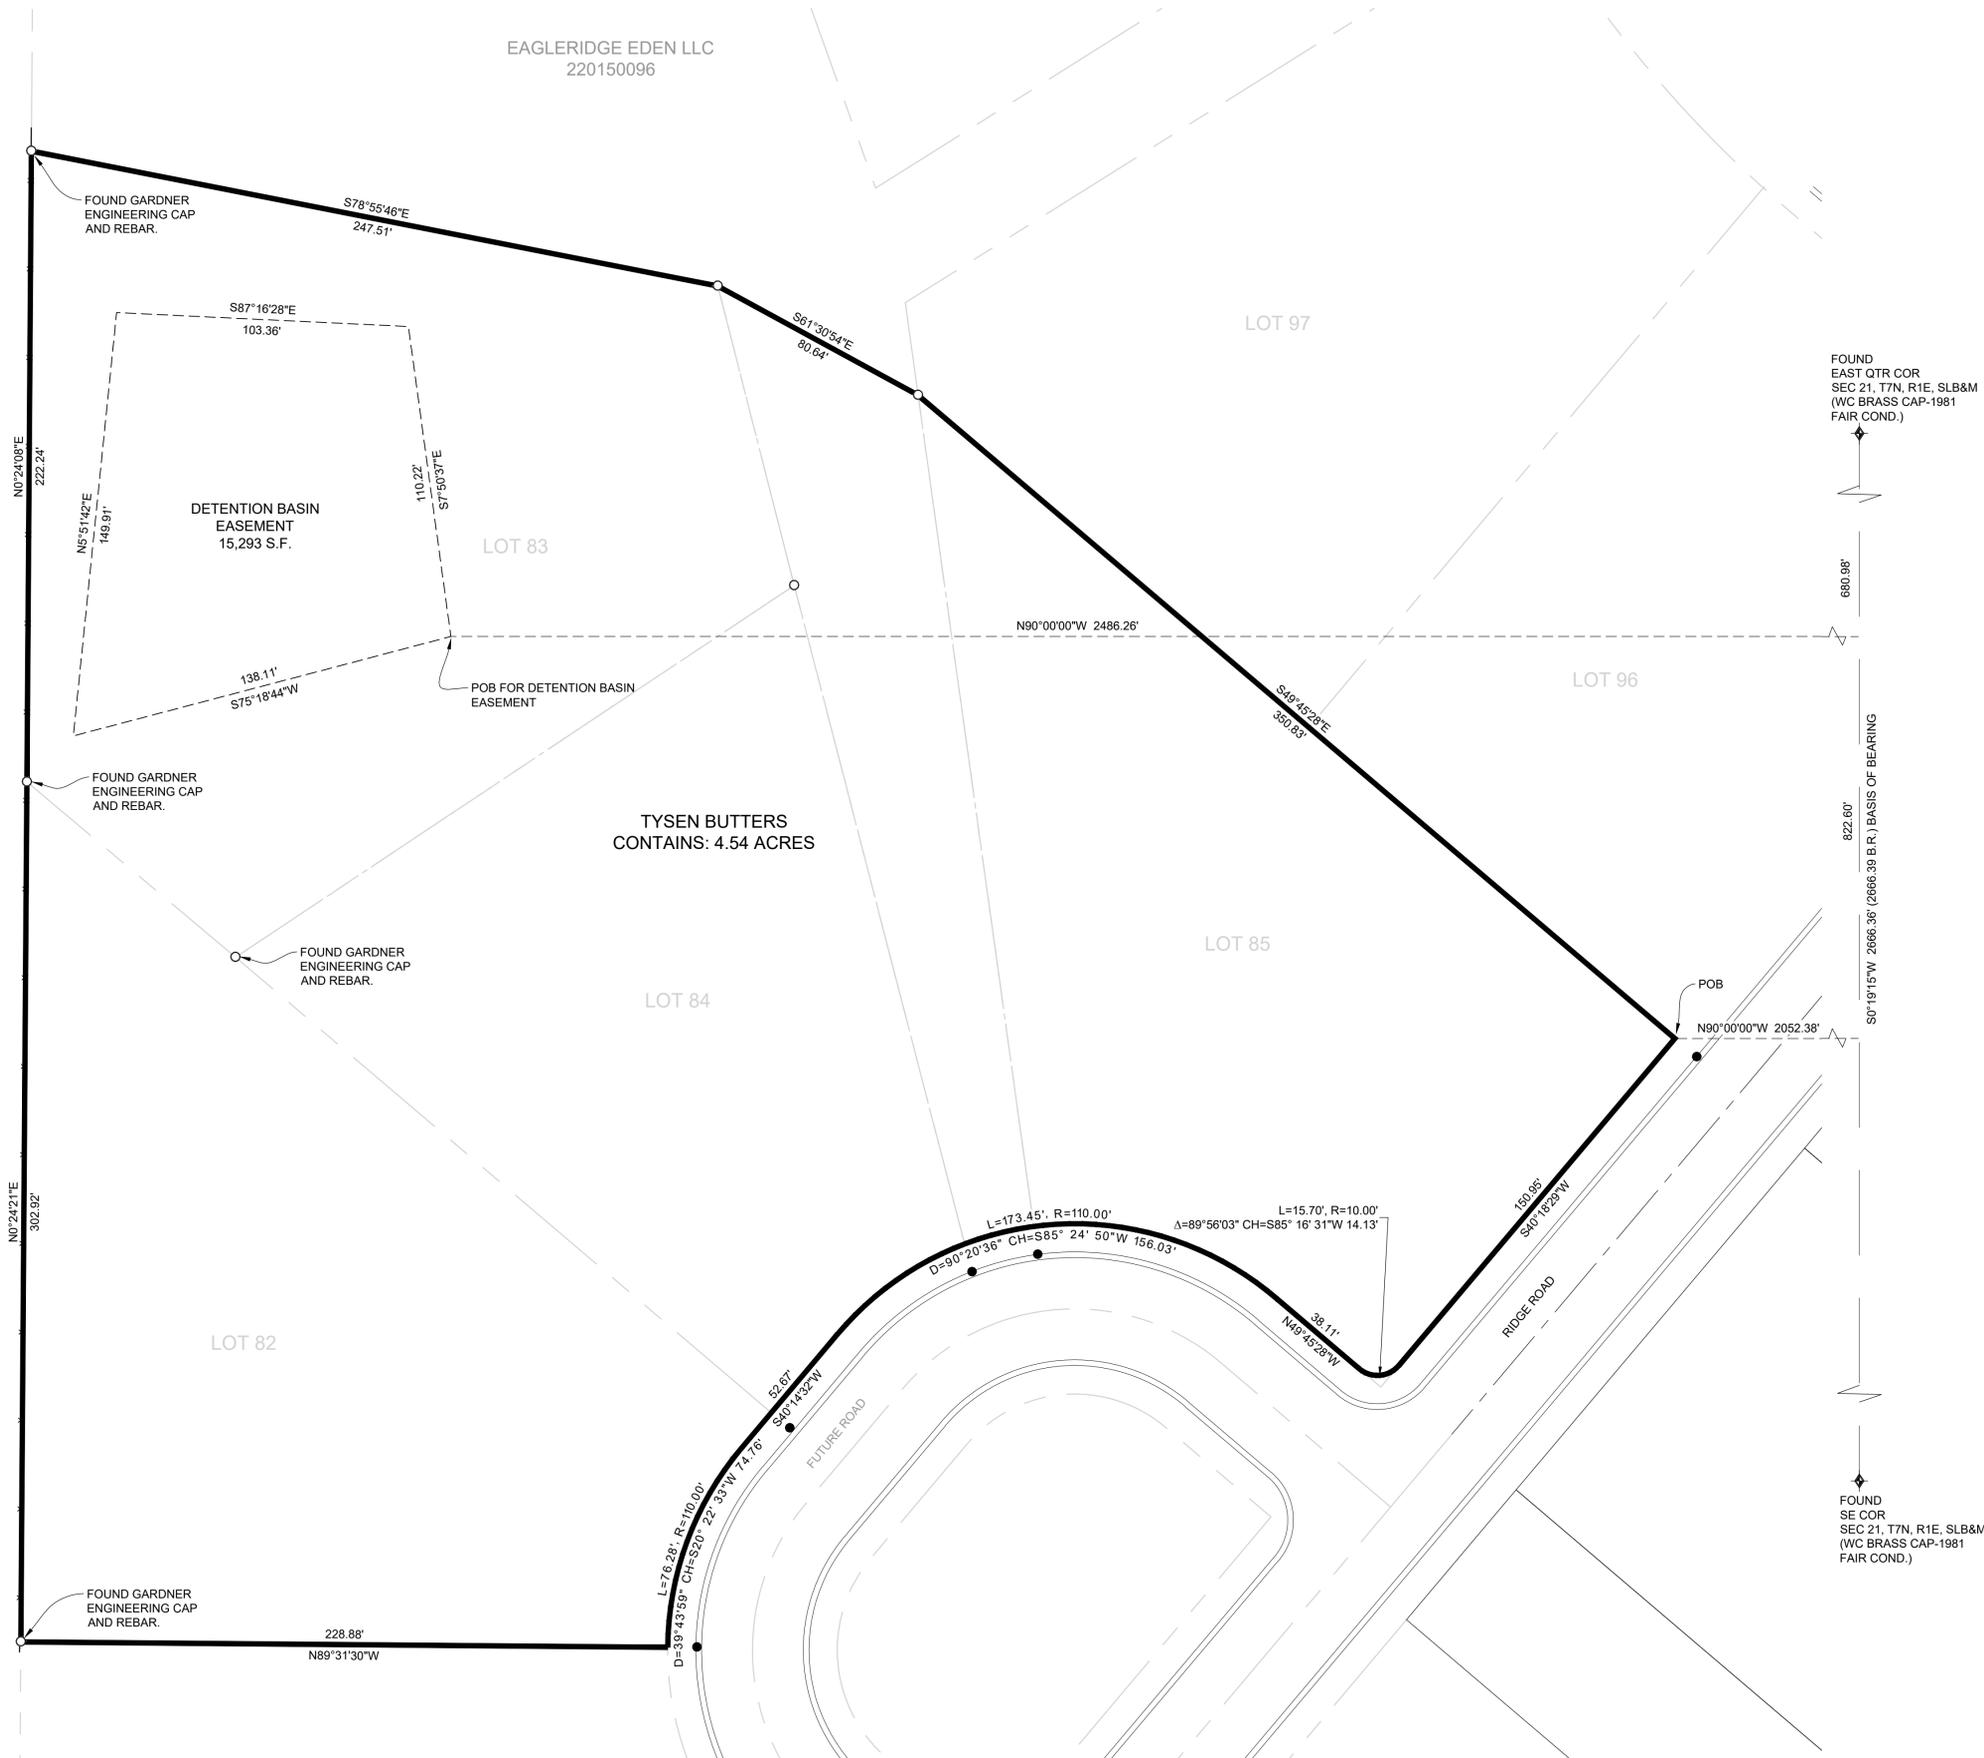 EAGLERIDGE EDEN LLC
220150096
FOUND GARDNER
ENGINEERING CAP
AND REBAR.
S78°55'46"E
247.51'
S61°30'54"E
80.64'
LOT 97
S87°16'28"E
103.36'
FOUND
EAST QTR COR
SEC 21, T7N, R1E, SLB&M
(WC BRASS CAP-1981
FAIR COND.)
N0°24'08"E
222.24'
N5°51'42"E
149.91'
DETENTION BASIN
EASEMENT
15,293 S.F.
110.22'
S7°50'37"E
LOT 83
680.98'
N90°00'00"W 2486.26'
138.11'
S75°18'44"W
POB FOR DETENTION BASIN
EASEMENT
S49°45'28"E
350.83'
LOT 96
FOUND GARDNER
ENGINEERING CAP
AND REBAR.
TYSEN BUTTERS
CONTAINS: 4.54 ACRES
822.60'
S0°19'15"W 2666.36' (2666.39 B.R.) BASIS OF BEARING
FOUND GARDNER
ENGINEERING CAP
AND REBAR.
LOT 84
LOT 85
POB
N90°00'00"W 2052.38'
N0°24'21"E
302.92'
L=173.45', R=110.00'
D=90°20'36" CH=S85° 24' 50"W 156.03'
L=15.70', R=10.00'
Δ=89°56'03" CH=S85° 16' 31"W 14.13'
150.95'
S40°18'29"W
38.11'
N49°45'28"W
RIDGE ROAD
LOT 82
52.67'
S40°14'32"W
FUTURE ROAD
L=76.28', R=110.00'
D=39°43'59" CH=S20° 22' 33"W 74.76'
FOUND
SE COR
SEC 21, T7N, R1E, SLB&M
(WC BRASS CAP-1981
FAIR COND.)
FOUND GARDNER
ENGINEERING CAP
AND REBAR.
228.88'
N89°31'30"W